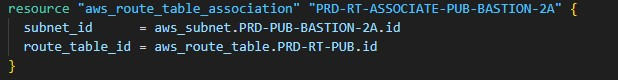 resource "aws_route_table_association" "PRD-RT-ASSOCIATE-PUB-BASTION-2A" {
  subnet_id      = aws_subnet.PRD-PUB-BASTION-2A.id
  route_table_id = aws_route_table.PRD-RT-PUB.id
}